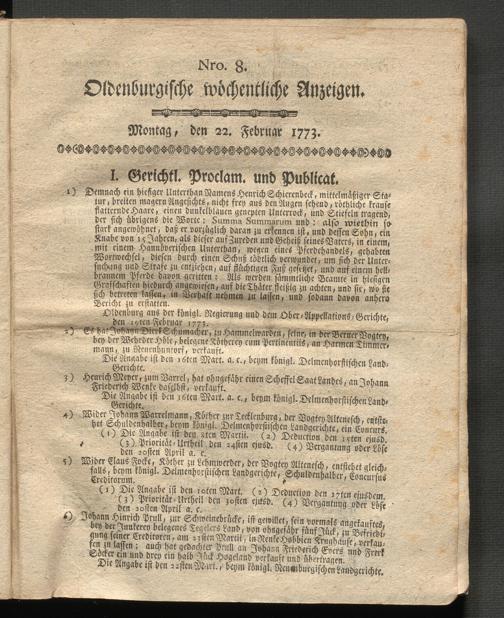 Nro. 8.
Oldenburgische wöchentliche Anzeigen.
Montag, den 22. Februar 1773.
I. Gerichtl. Proclam. und Publicat.
1) Demnach ein hiesiger Unterthan Namens Henrich Schierenbeck, mittelmäßiger Sta-
tur, breiten magern Angesichts, nicht frey aus den Augen sehend, röthliche krause
flatternde Haare, einen dunkelblauen geneyten Unterrock, und Stiefeln tragend,
der sich übrigens die Worte: Summa Summarum und: also wiethin so
stark angewöhnet, daß er vorzüglich daran zu erkennen ist, und dessen Sohn, ein
Knabe von 15 Jahren, als dieser auf Zureden und Geheiß seines Vaters, in einem,
mit einem Hannöverischen Unterthan, wegen eines Pferdehandels, gehabten
Wortwechsel, diesen durch einen Schuß tödtlich verwundet, um sich der Unter-
suchung und Strafe zu entziehen, auf flüchtigen Fuß gesetzet, und auf einem hell-
braunem Pferde davon geritten: Als werden sämmtliche Beamte in hiesigen
Grafschaften hiedurch angewiesen, auf die Thäter fleißig zu achten, und sie, wo sie
sich betreten lassen, in Verhaft nehmen zu lassen, und sodann davon anhero
Bericht zu erstatten.
Oldenburg aus der königl. Regierung und dem Ober-Appellations-Gerichte,
den 19ten Februar 1773.
2) Es hat Johann Dierk Schumacher, zu Hammelwarden, seine, in der Berner Vogtey,
bey der Wehrder Höle, belegene Kötherey cum Pertinentiis, an Harmen Timmer-
mann, zu Neuenhuntorf, verkauft.
Die Angabe ist den 16ten Mart. a. c., beym königl. Delmenhorstischen Land-
Gerichte.
3) Henrich Meyer, zum Varrel, hat ohngefähr einen Scheffel Saat Landes, an Johann
Friederich Wenke daselbst, verkauft.
Die Angabe ist den 16ten Mart. a. c., beym königl. Delmenhorstischen Land-
Gerichte.
4) Wider Johann Warrelmann, Köther zur Tecklenburg, der Vogtey Altenesch, entste-
het Schuldenhalber, beym königl. Delmenhorstischen Landgerichte, ein Concurs.
(1) Die Angabe ist den 2ten Martii. (2) Deduction den ejusd.
(3) Prioritäts-Urtheil den 24sten ejusd. (4) Vergantung oder Löse
den 20sten April a. c.
5) Wider Claus Focke, Köther zu Lehmwerder, der Vogtey Altenesch, entstehet gleich-
falls, beym königl. Delmenhorstischen Landgerichte, Schuldenhalber, Concursus
Creditorum.
(1) Die Angabe ist den 10ten Mart. (2) Deduction den 17ten ejusdem.
(3) Prioritäts-Urtheil den 30sten ejusd. (4) Vergantung oder Löse
den 20sten April a. c.
6) Johann Hinrich Prull, zur Schweinebrücke, ist gewillet, sein vormals angekauftes,
bey der Junkerey belegenes Tegelers Land, von ohngefähr fünf Jück, zu Befriedi-
gung seiner Creditoren, am 23sten Martii, in Renke Hobbien Krughause, verkau-
fen zu lassen; auch hat gedachter Prull an Johann Friederich Evers und Frerk
Säcker ein und drey ein halb Jück Hogeland verkauft und übertragen.
Die Angabe ist den 22sten Mart., beym königl. Neuenburgischen Landgerichte.